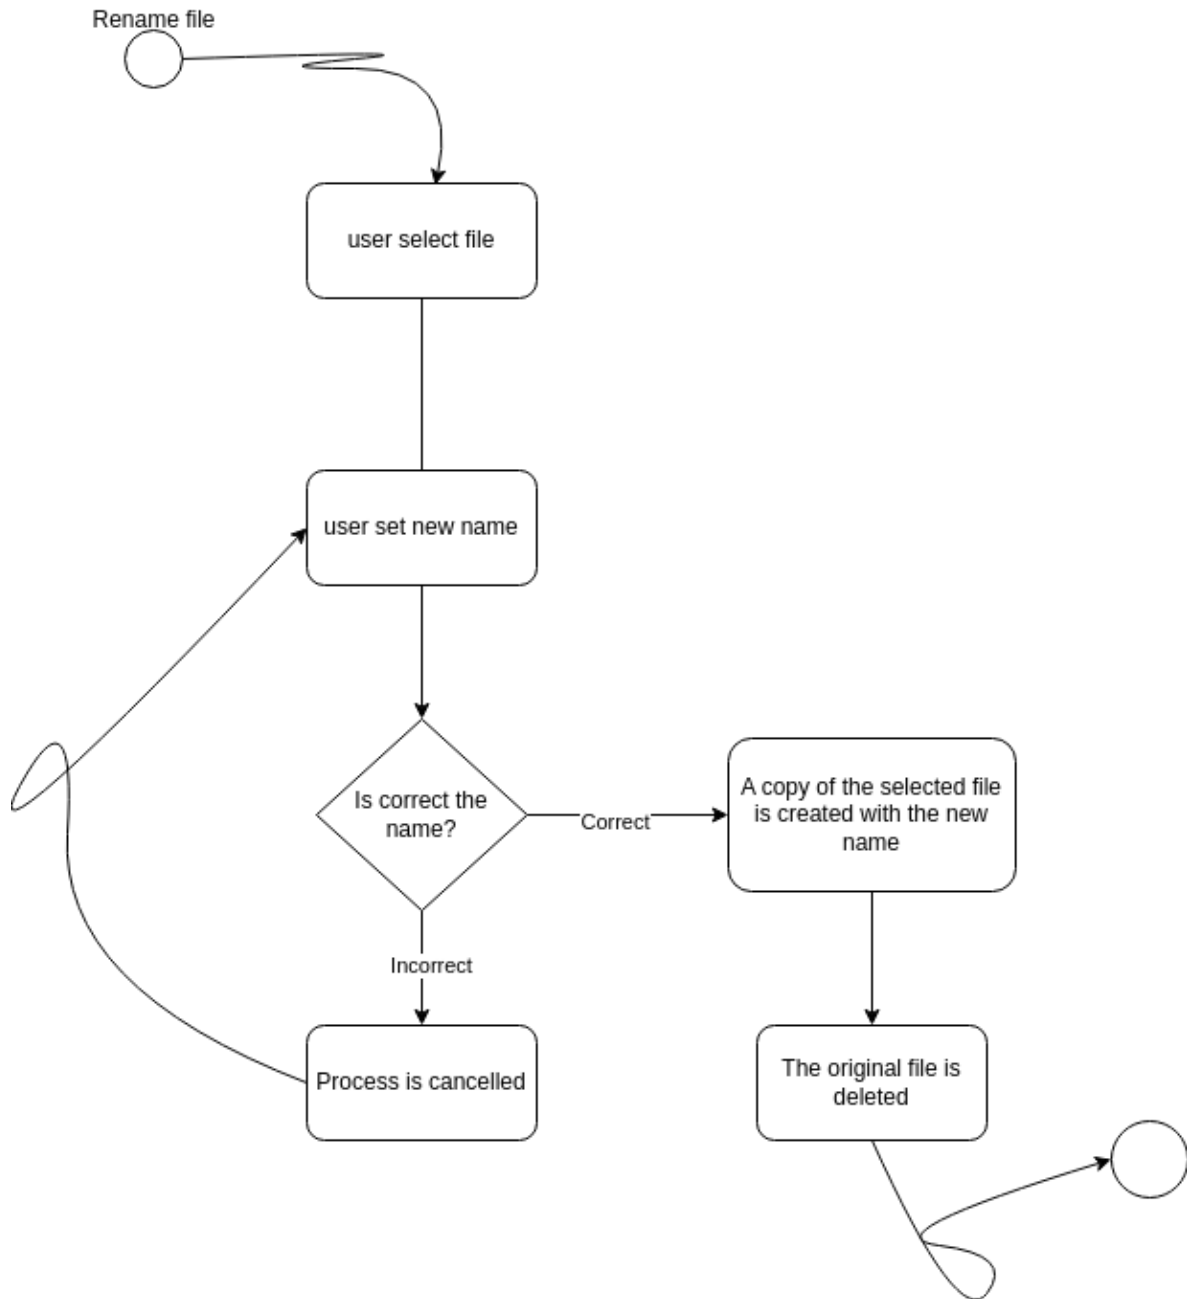 Rename file
user select file
user set new name
Is correct the
name?
Correct
A copy of the selected file
is created with the new
name
Incorrect
Process is cancelled
The original file is
deleted